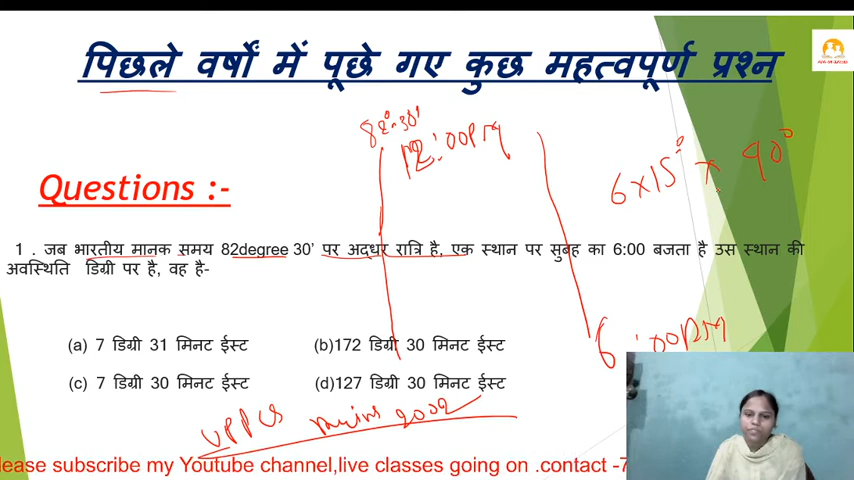 पिछले वर्षों में पूछे गए कुछ महत्वपूर्ण प्रश्न
82°30'
12:00PM
6×15° × 90°
Questions :-
1 . जब भारतीय मानक समय 82degree 30' पर अद्धर रात्रि है, एक स्थान पर सुबह का 6:00 बजता है उस स्थान की
अवस्थिति डिग्री पर है, वह है-
6:00PM
(a) 7 डिग्री 31 मिनट ईस्ट (b)172 डिग्री 30 मिनट ईस्ट
(c) 7 डिग्री 30 मिनट ईस्ट (d)127 डिग्री 30 मिनट ईस्ट
UPPCS mains 2002
lease subscribe my Youtube channel,live classes going on .contact -7